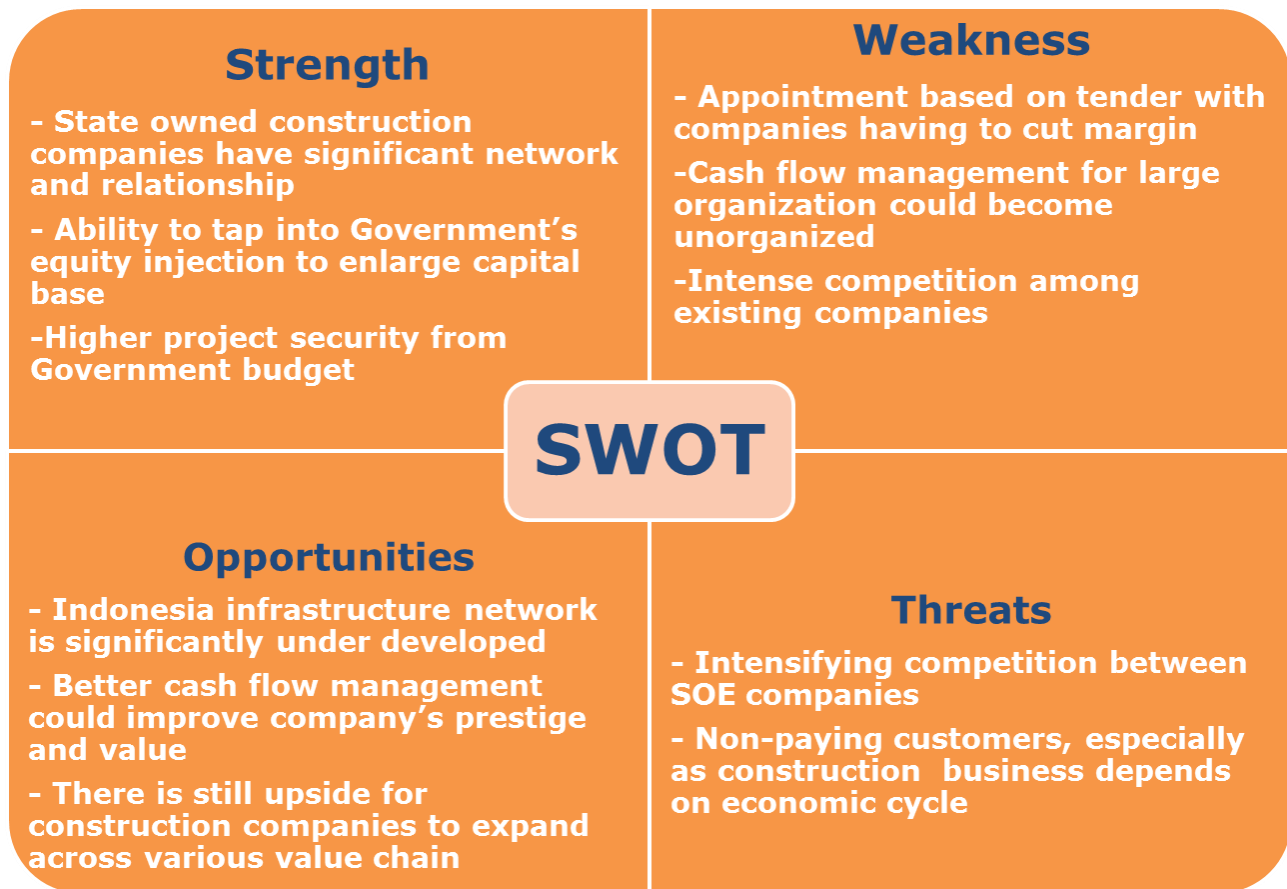 Strength
- State owned construction
companies have significant network
and relationship
- Ability to tap into Government’s
equity injection to enlarge capital
base
-Higher project security from
Government budget
Weakness
- Appointment based on tender with
companies having to cut margin
-Cash flow management for large
organization could become
unorganized
-Intense competition among
existing companies
SWOT
Opportunities
- Indonesia infrastructure network
is significantly under developed
- Better cash flow management
could improve company’s prestige
and value
- There is still upside for
construction companies to expand
across various value chain
Threats
- Intensifying competition between
SOE companies
- Non-paying customers, especially
as construction  business depends
on economic cycle